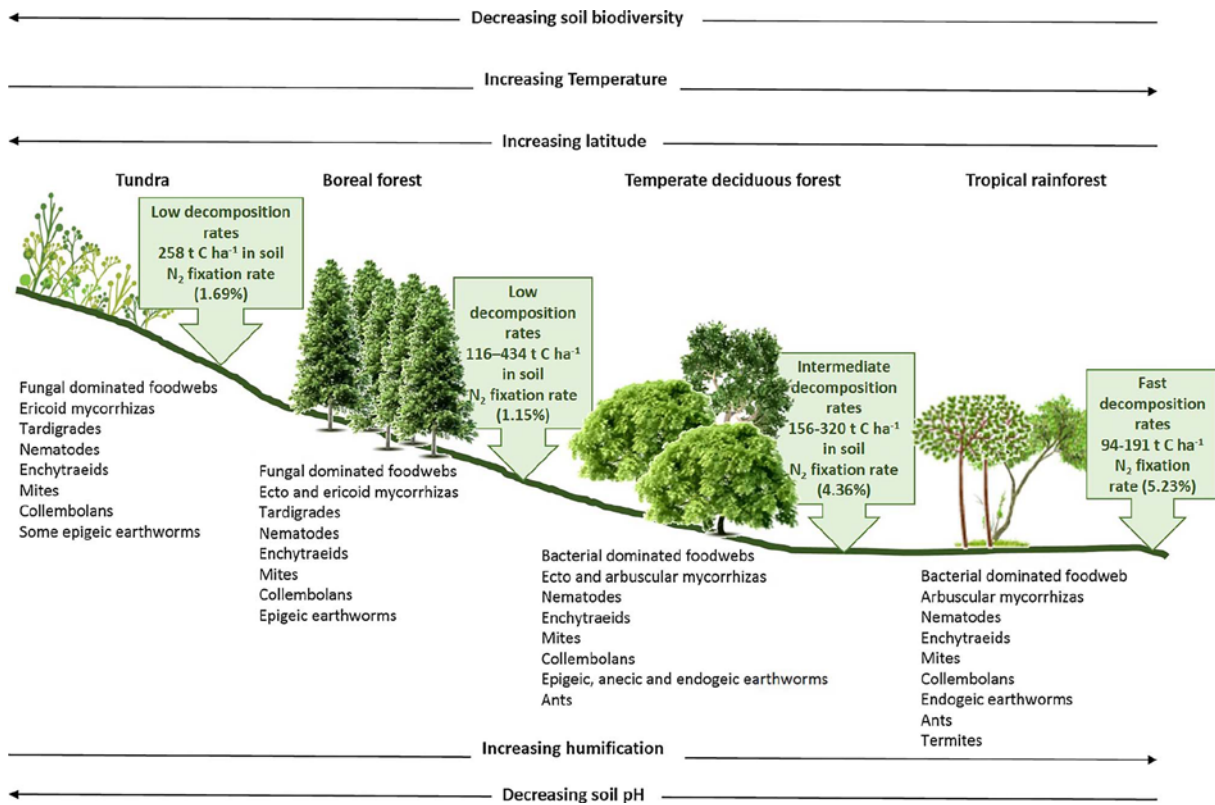 Decreasing soil biodiversity
Increasing Temperature
Increasing latitude
Tundra
Boreal forest
Temperate deciduous forest
Tropical rainforest
Low decomposition
rates
258 t C ha⁻¹ in soil
N₂ fixation rate
(1.69%)
Low
decomposition
rates
116–434 t C ha⁻¹
in soil
N₂ fixation rate
(1.15%)
Intermediate
decomposition
rates
156-320 t C ha⁻¹
in soil
N₂ fixation rate
(4.36%)
Fast
decomposition
rates
94-191 t C ha⁻¹
N₂ fixation
rate (5.23%)
Fungal dominated foodwebs
Ericoid mycorrhizas
Tardigrades
Nematodes
Enchytraeids
Mites
Collembolans
Some epigeic earthworms
Fungal dominated foodwebs
Ecto and ericoid mycorrhizas
Tardigrades
Nematodes
Enchytraeids
Mites
Collembolans
Epigeic earthworms
Bacterial dominated foodwebs
Ecto and arbuscular mycorrhizas
Nematodes
Enchytraeids
Mites
Collembolans
Epigeic, anecic and endogeic earthworms
Ants
Bacterial dominated foodweb
Arbuscular mycorrhizas
Nematodes
Enchytraeids
Mites
Collembolans
Endogeic earthworms
Ants
Termites
Increasing humification
Decreasing soil pH